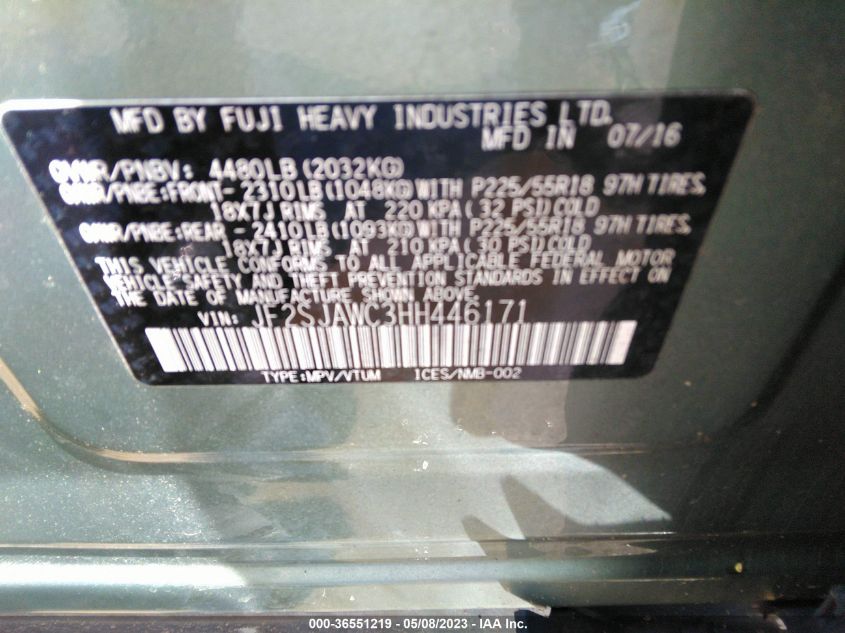 MFD BY FUJI HEAVY INDUSTRIES LTD.
MFD IN 07/16
GVWR/PNBV: 4480LB(2032KG)
GAWR/PNBE:FRONT-2310LB(1048KG)WITH P225/55R18 97H TIRES,
18X7J RIMS AT 220 KPA(32 PSI)COLD
GAWR/PNBE:REAR -2410LB(1093KG)WITH P225/55R18 97H TIRES,
18X7J RIMS AT 210 KPA(30 PSI)COLD
THIS VEHICLE CONFORMS TO ALL APPLICABLE FEDERAL MOTOR
VEHICLE SAFETY AND THEFT PREVENTION STANDARDS IN EFFECT ON
THE DATE OF MANUFACTURE SHOWN ABOVE.
VIN: JF2SJAWC3HH446171
TYPE:MPV/VTUM ICES/NMB-002
000-36551219 - 05/08/2023 - IAA Inc.